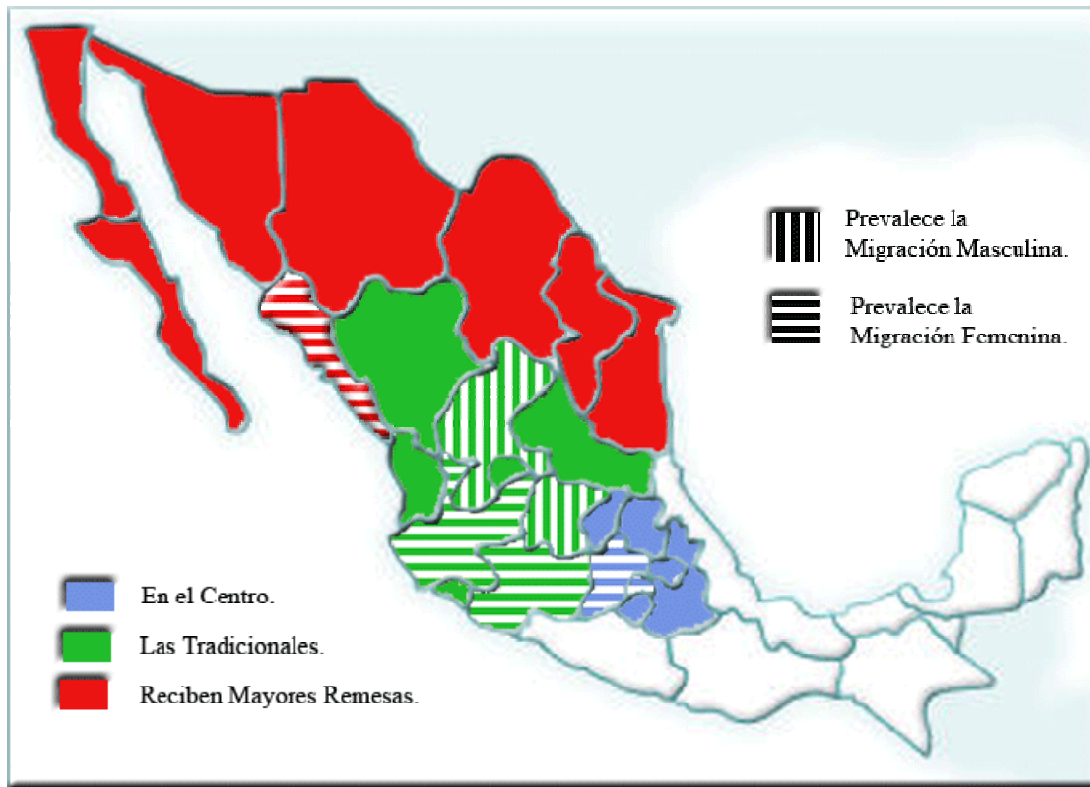 Prevalece la
Migración Masculina.
Prevalece la
Migración Femenina.
En el Centro.
Las Tradicionales.
Reciben Mayores Remesas.